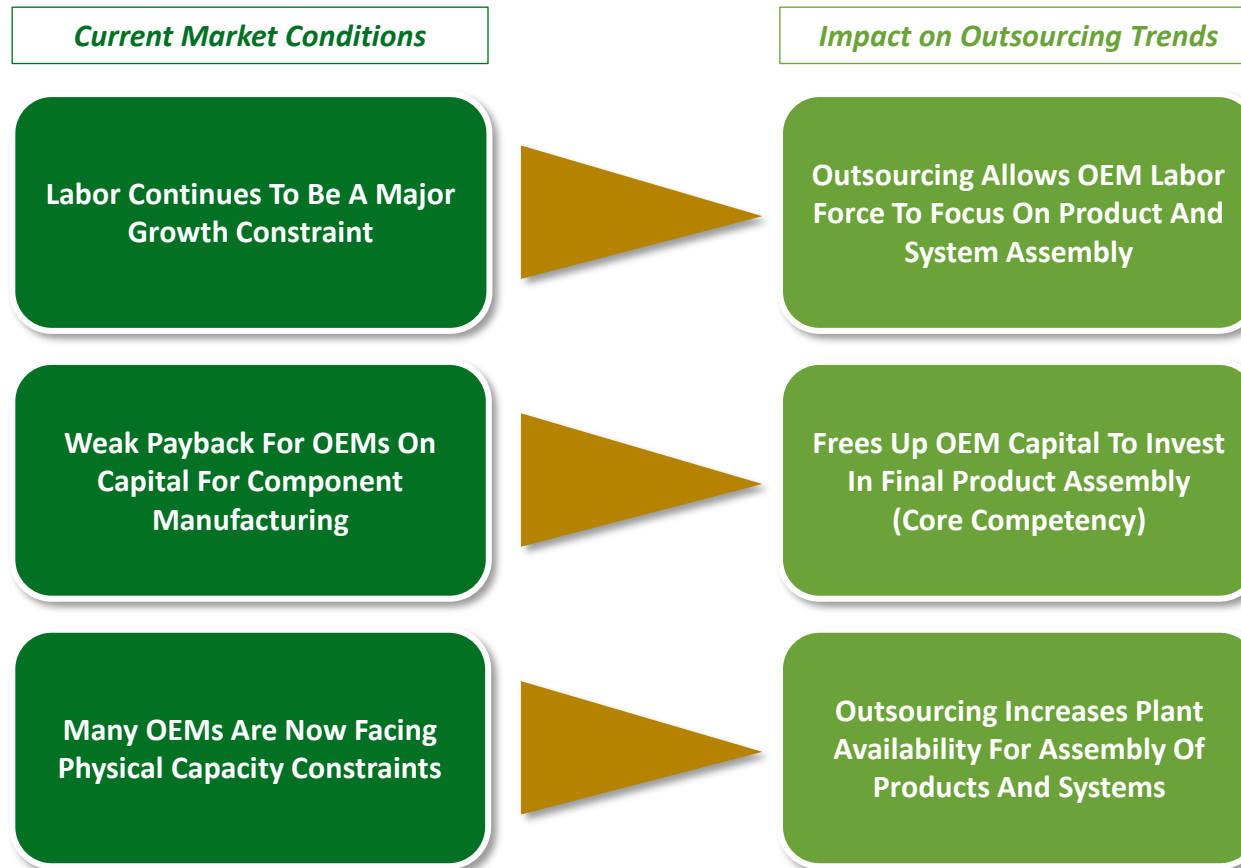 Current Market Conditions
Impact on Outsourcing Trends
Labor Continues To Be A Major
Growth Constraint
Outsourcing Allows OEM Labor
Force To Focus On Product And
System Assembly
Weak Payback For OEMs On
Capital For Component
Manufacturing
Frees Up OEM Capital To Invest
In Final Product Assembly
(Core Competency)
Many OEMs Are Now Facing
Physical Capacity Constraints
Outsourcing Increases Plant
Availability For Assembly Of
Products And Systems